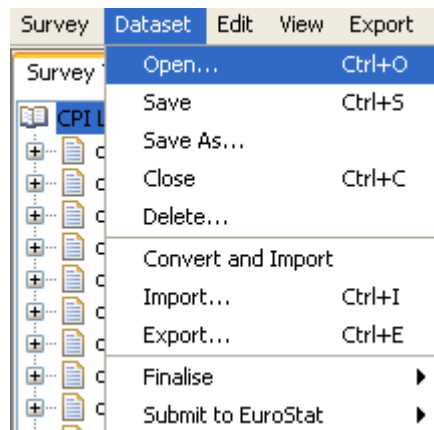 Survey Dataset Edit View Export
Survey
Open... Ctrl+O
CPI
Save Ctrl+S
Save As...
Close Ctrl+C
Delete...
Convert and Import
Import... Ctrl+I
Export... Ctrl+E
Finalise
Submit to EuroStat